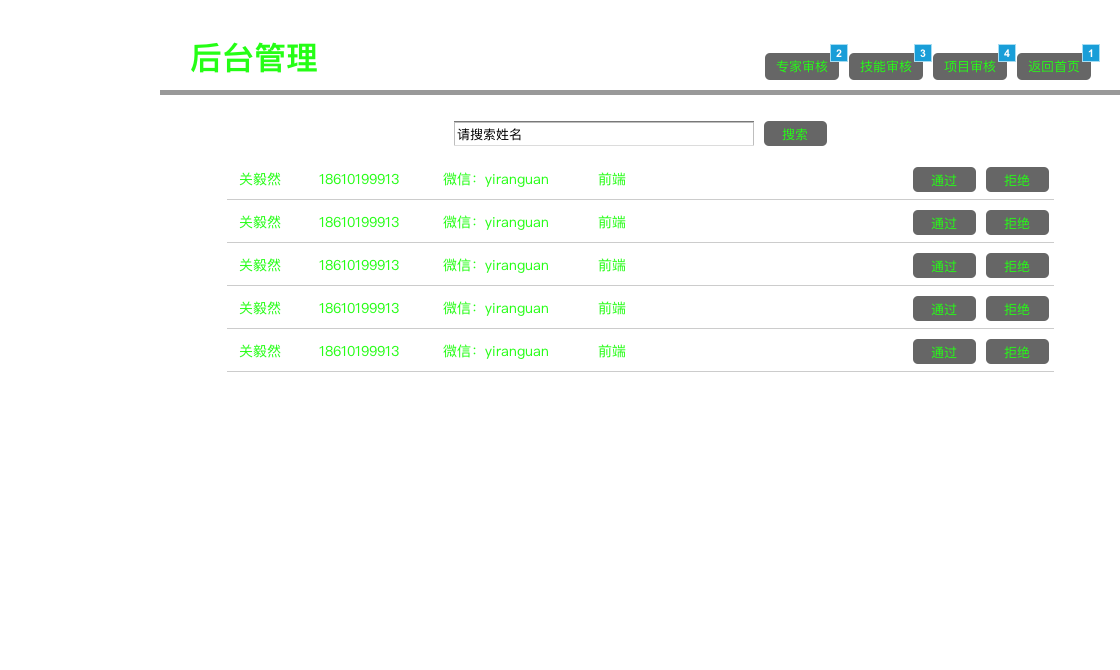 后台管理
专家审核 2 技能审核 3 项目审核 4 返回首页 1
请搜索姓名 搜索
关毅然 18610199913 微信：yiranguan 前端 通过 拒绝
关毅然 18610199913 微信：yiranguan 前端 通过 拒绝
关毅然 18610199913 微信：yiranguan 前端 通过 拒绝
关毅然 18610199913 微信：yiranguan 前端 通过 拒绝
关毅然 18610199913 微信：yiranguan 前端 通过 拒绝